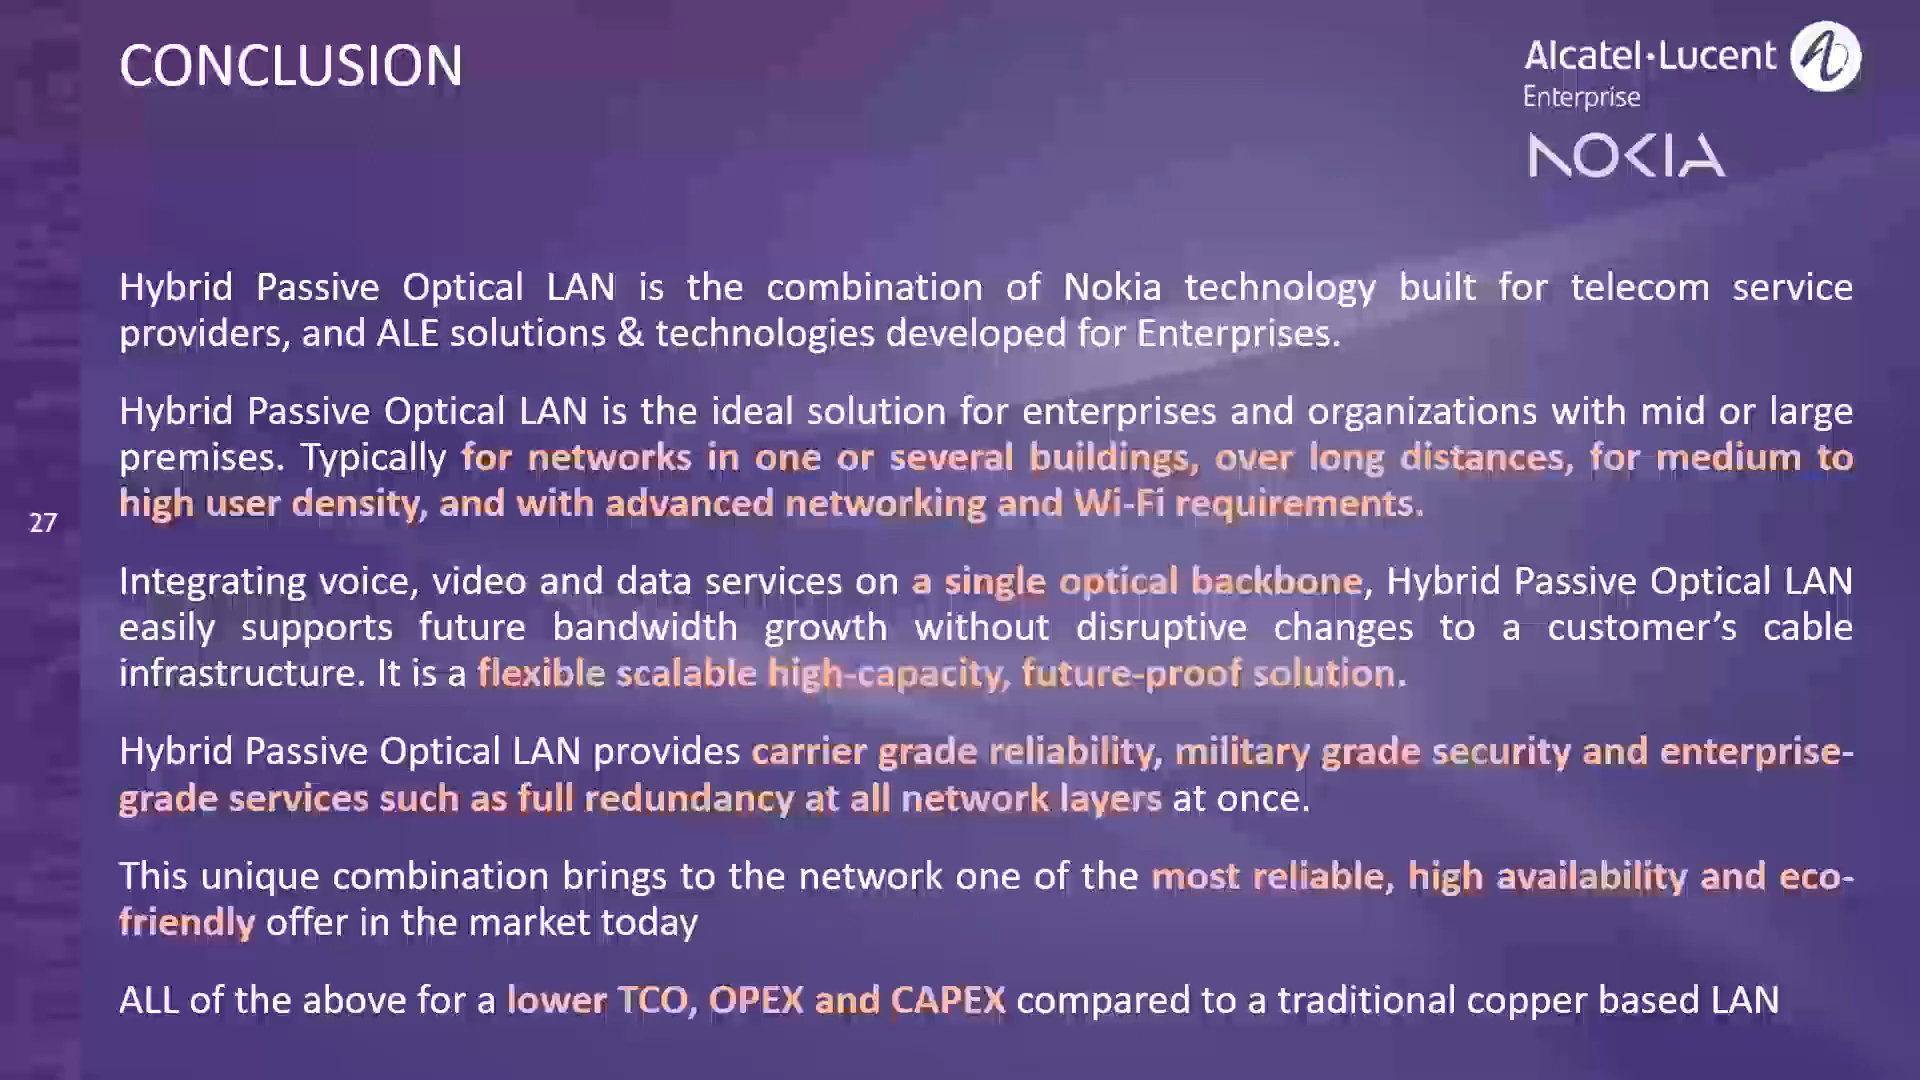 CONCLUSION
Alcatel·Lucent
Enterprise
NOKIA
Hybrid Passive Optical LAN is the combination of Nokia technology built for telecom service
providers, and ALE solutions & technologies developed for Enterprises.
Hybrid Passive Optical LAN is the ideal solution for enterprises and organizations with mid or large
premises. Typically for networks in one or several buildings, over long distances, for medium to
high user density, and with advanced networking and Wi-Fi requirements.
27
Integrating voice, video and data services on a single optical backbone, Hybrid Passive Optical LAN
easily supports future bandwidth growth without disruptive changes to a customer’s cable
infrastructure. It is a flexible scalable high-capacity, future-proof solution.
Hybrid Passive Optical LAN provides carrier grade reliability, military grade security and enterprise-
grade services such as full redundancy at all network layers at once.
This unique combination brings to the network one of the most reliable, high availability and eco-
friendly offer in the market today
ALL of the above for a lower TCO, OPEX and CAPEX compared to a traditional copper based LAN